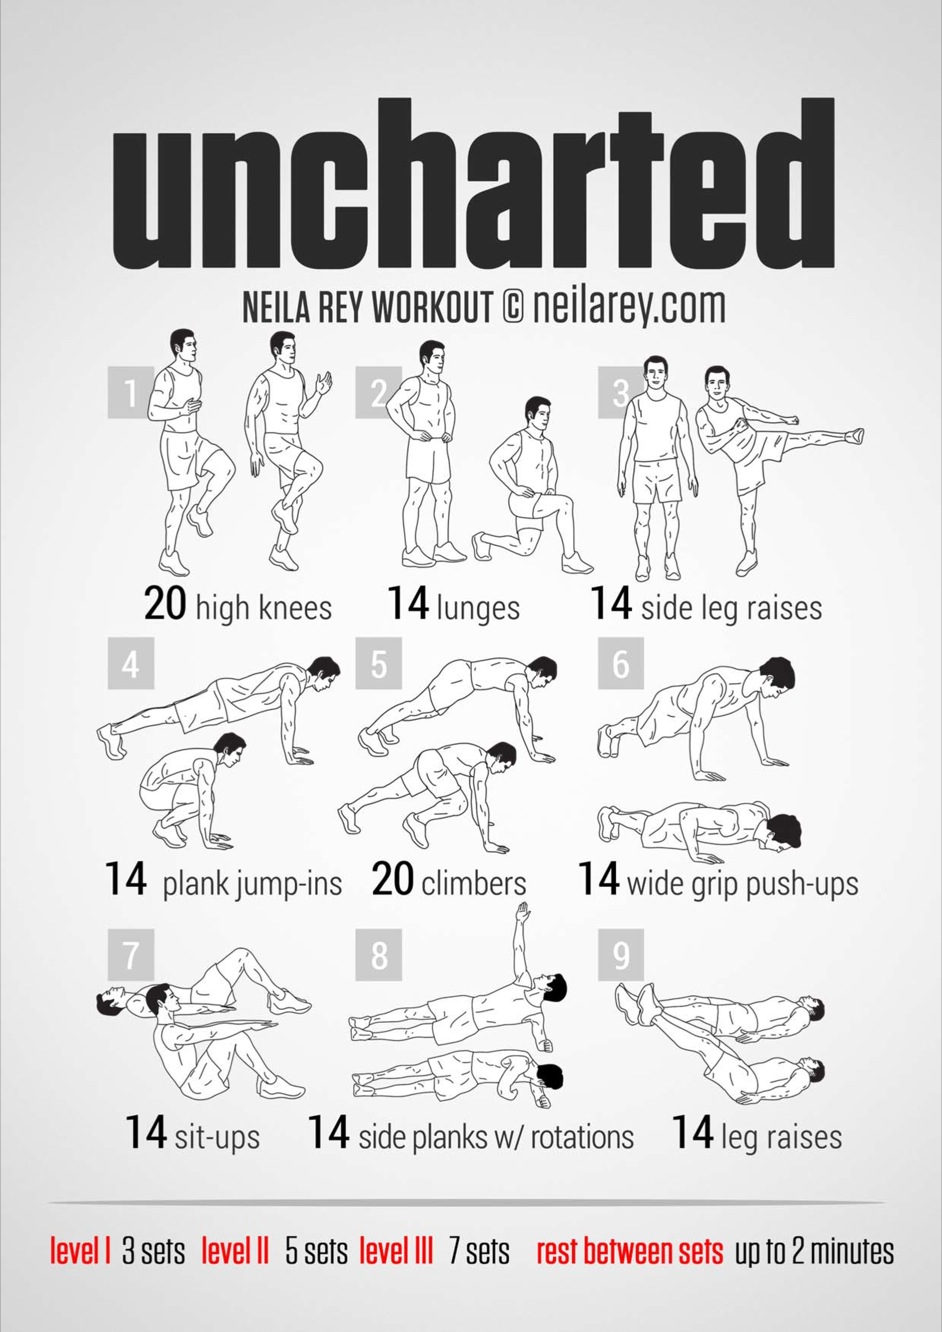 uncharted
NEILA REY WORKOUT © neilarey.com
1
2
3
20 high knees
14 lunges
14 side leg raises
4
5
6
14 plank jump-ins
20 climbers
14 wide grip push-ups
7
8
9
14 sit-ups
14 side planks w/ rotations
14 leg raises
level I 3 sets level II 5 sets level III 7 sets rest between sets up to 2 minutes